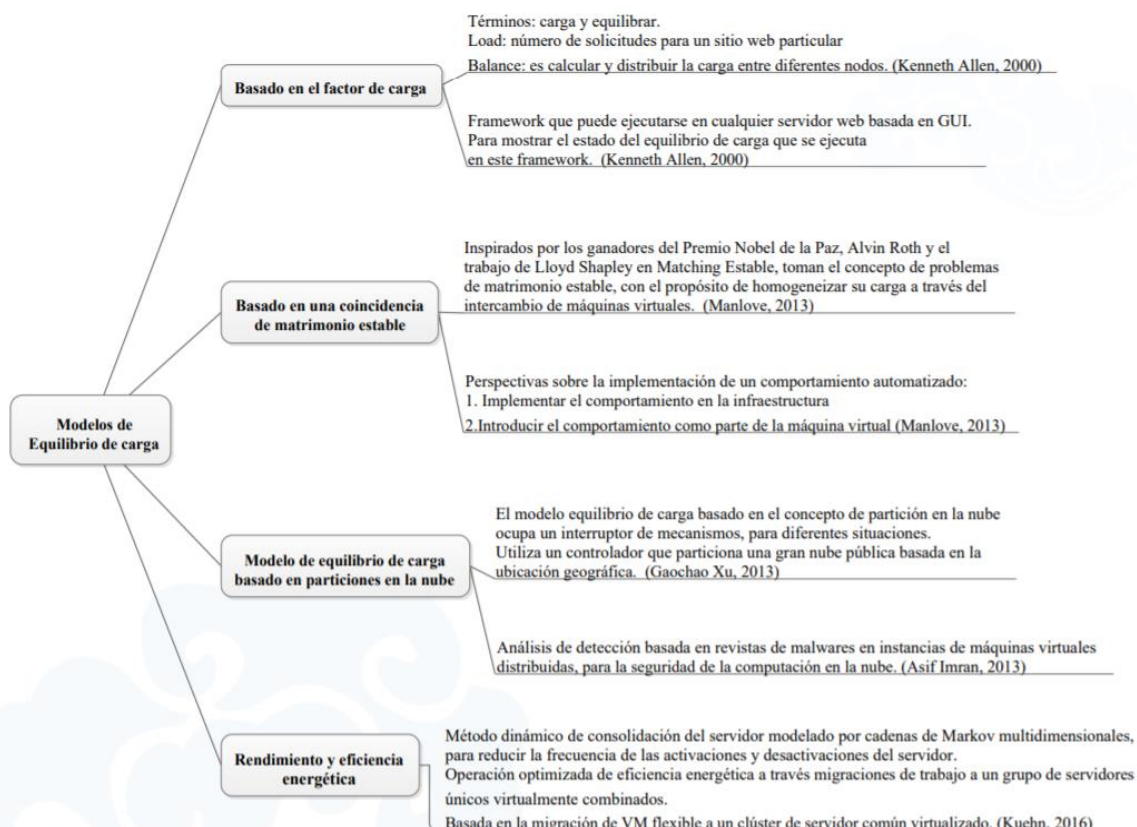 Modelos de
Equilibrio de carga
Basado en el factor de carga
Términos: carga y equilibrar.
Load: número de solicitudes para un sitio web particular
Balance: es calcular y distribuir la carga entre diferentes nodos. (Kenneth Allen, 2000)
Framework que puede ejecutarse en cualquier servidor web basada en GUI.
Para mostrar el estado del equilibrio de carga que se ejecuta
en este framework. (Kenneth Allen, 2000)
Basado en una coincidencia
de matrimonio estable
Inspirados por los ganadores del Premio Nobel de la Paz, Alvin Roth y el
trabajo de Lloyd Shapley en Matching Estable, toman el concepto de problemas
de matrimonio estable, con el propósito de homogeneizar su carga a través del
intercambio de máquinas virtuales. (Manlove, 2013)
Perspectivas sobre la implementación de un comportamiento automatizado:
1. Implementar el comportamiento en la infraestructura
2.Introducir el comportamiento como parte de la máquina virtual (Manlove, 2013)
Modelo de equilibrio de carga
basado en particiones en la nube
El modelo equilibrio de carga basado en el concepto de partición en la nube
ocupa un interruptor de mecanismos, para diferentes situaciones.
Utiliza un controlador que particiona una gran nube pública basada en la
ubicación geográfica. (Gaochao Xu, 2013)
Análisis de detección basada en revistas de malwares en instancias de máquinas virtuales
distribuidas, para la seguridad de la computación en la nube. (Asif Imran, 2013)
Rendimiento y eficiencia
energética
Método dinámico de consolidación del servidor modelado por cadenas de Markov multidimensionales,
para reducir la frecuencia de las activaciones y desactivaciones del servidor.
Operación optimizada de eficiencia energética a través migraciones de trabajo a un grupo de servidores
únicos virtualmente combinados.
Basada en la migración de VM flexible a un clúster de servidor común virtualizado. (Kuehn, 2016)